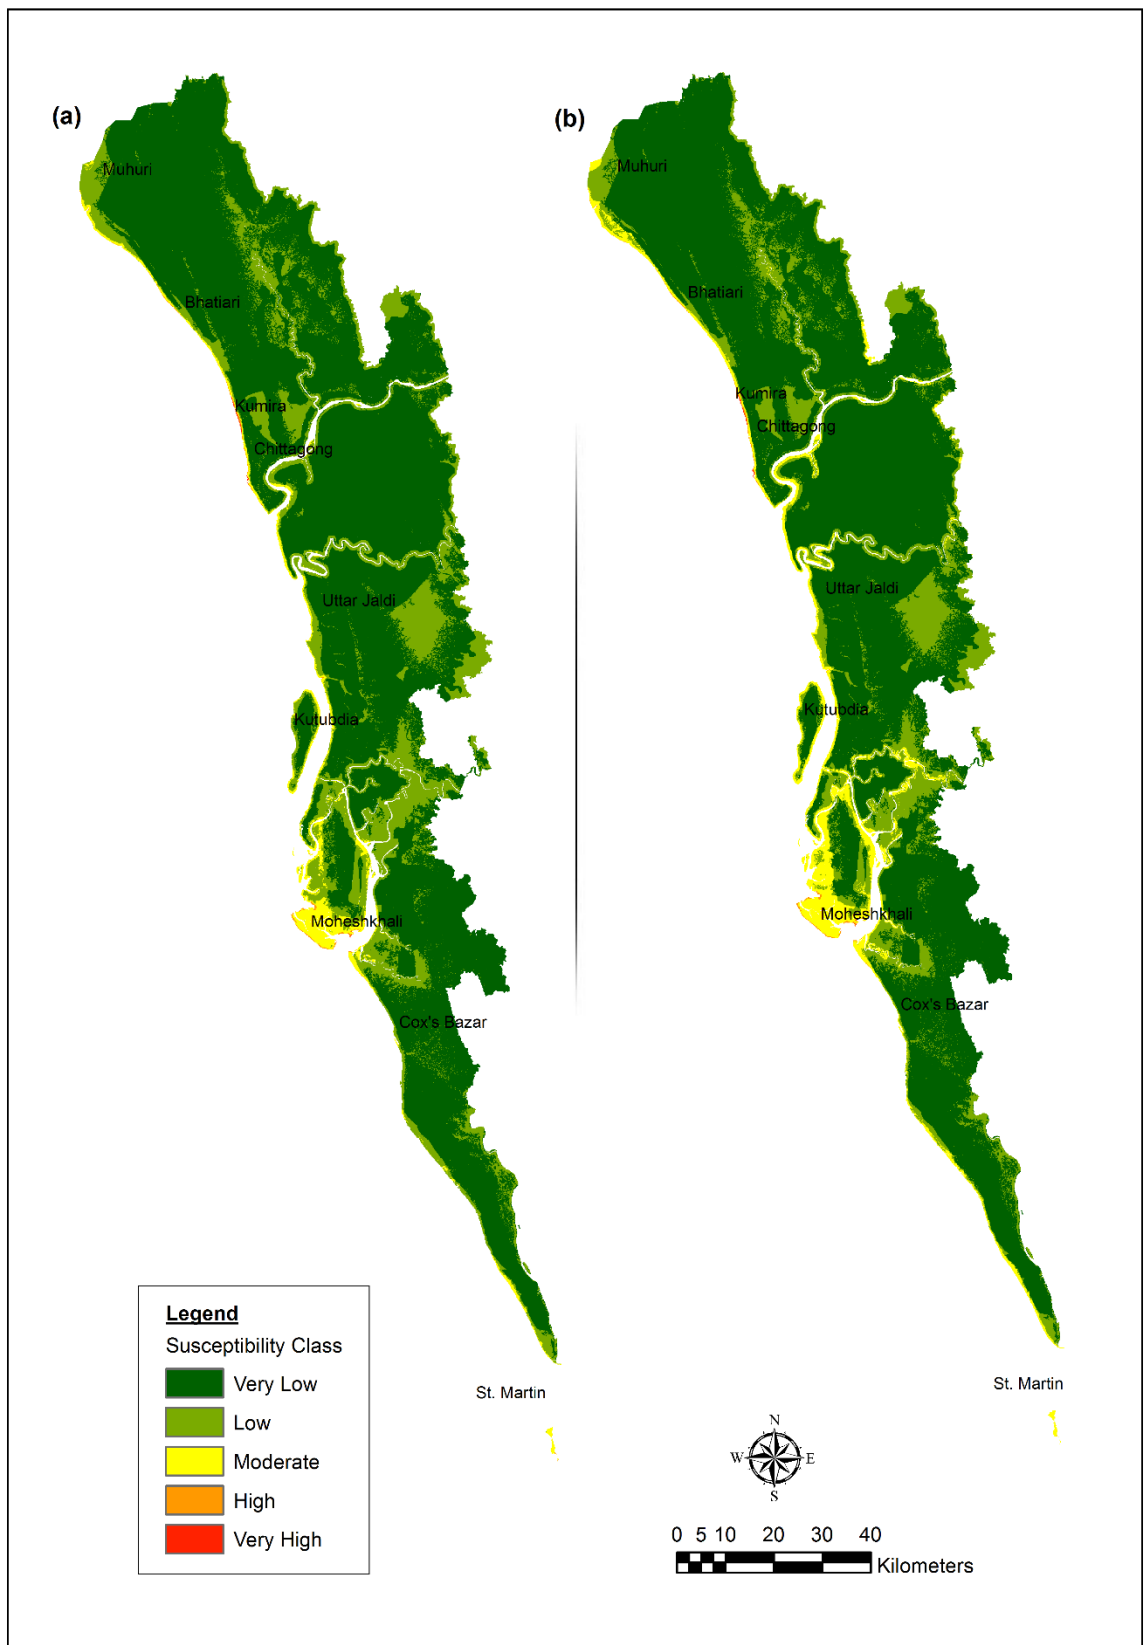 (a)
Muhuri
Bhatiari
Kumira
Chittagong
Uttar Jaldi
Kutubdia
Moheshkhali
Cox's Bazar
St. Martin
(b)
Muhuri
Bhatiari
Kumira
Chittagong
Uttar Jaldi
Kutubdia
Moheshkhali
Cox's Bazar
St. Martin
Legend
Susceptibility Class
Very Low
Low
Moderate
High
Very High
N
W E
S
0 5 10 20 30 40
Kilometers